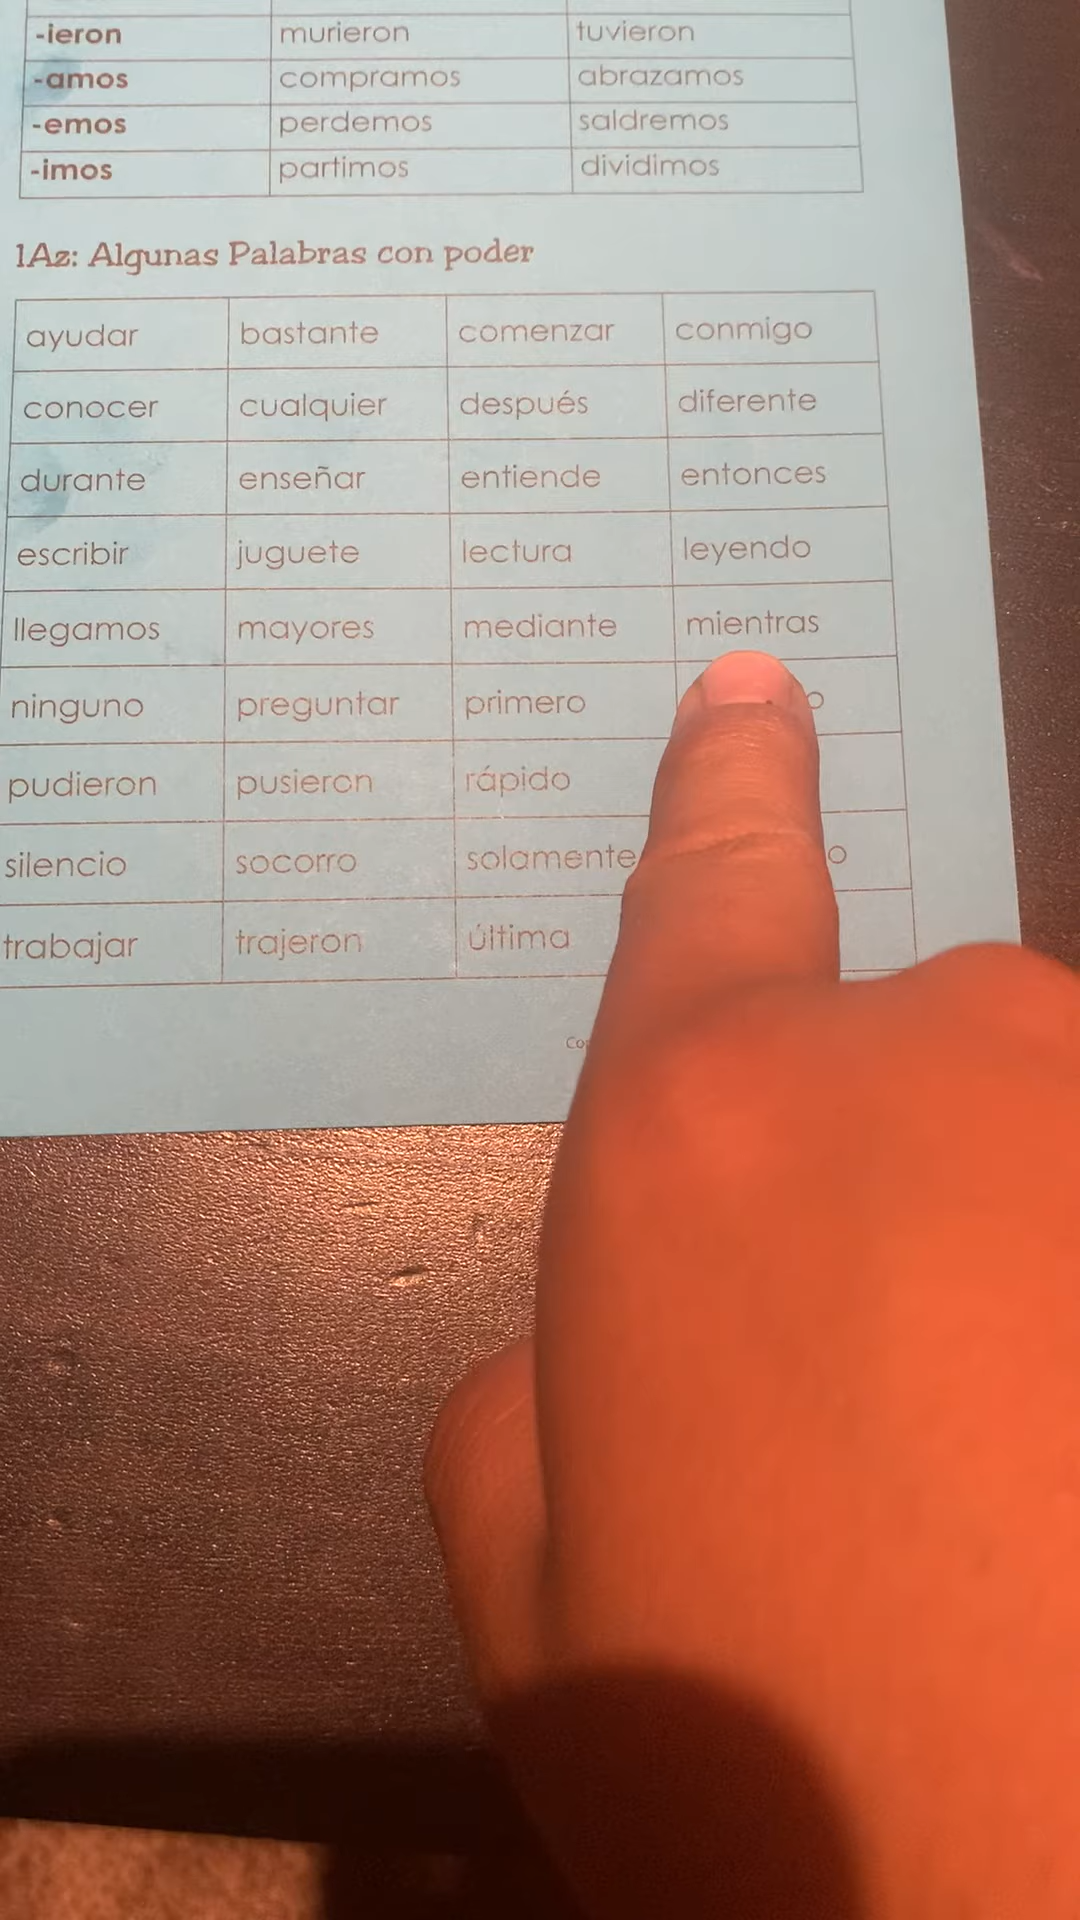 -ieron murieron tuvieron
-amos compramos abrazamos
-emos perdemos saldremos
-imos partimos dividimos
1Az: Algunas Palabras con poder
ayudar bastante comenzar conmigo
conocer cualquier después diferente
durante enseñar entiende entonces
escribir juguete lectura leyendo
llegamos mayores mediante mientras
ninguno preguntar primero
pudieron pusieron rápido
silencio socorro solamente
trabajar trajeron última